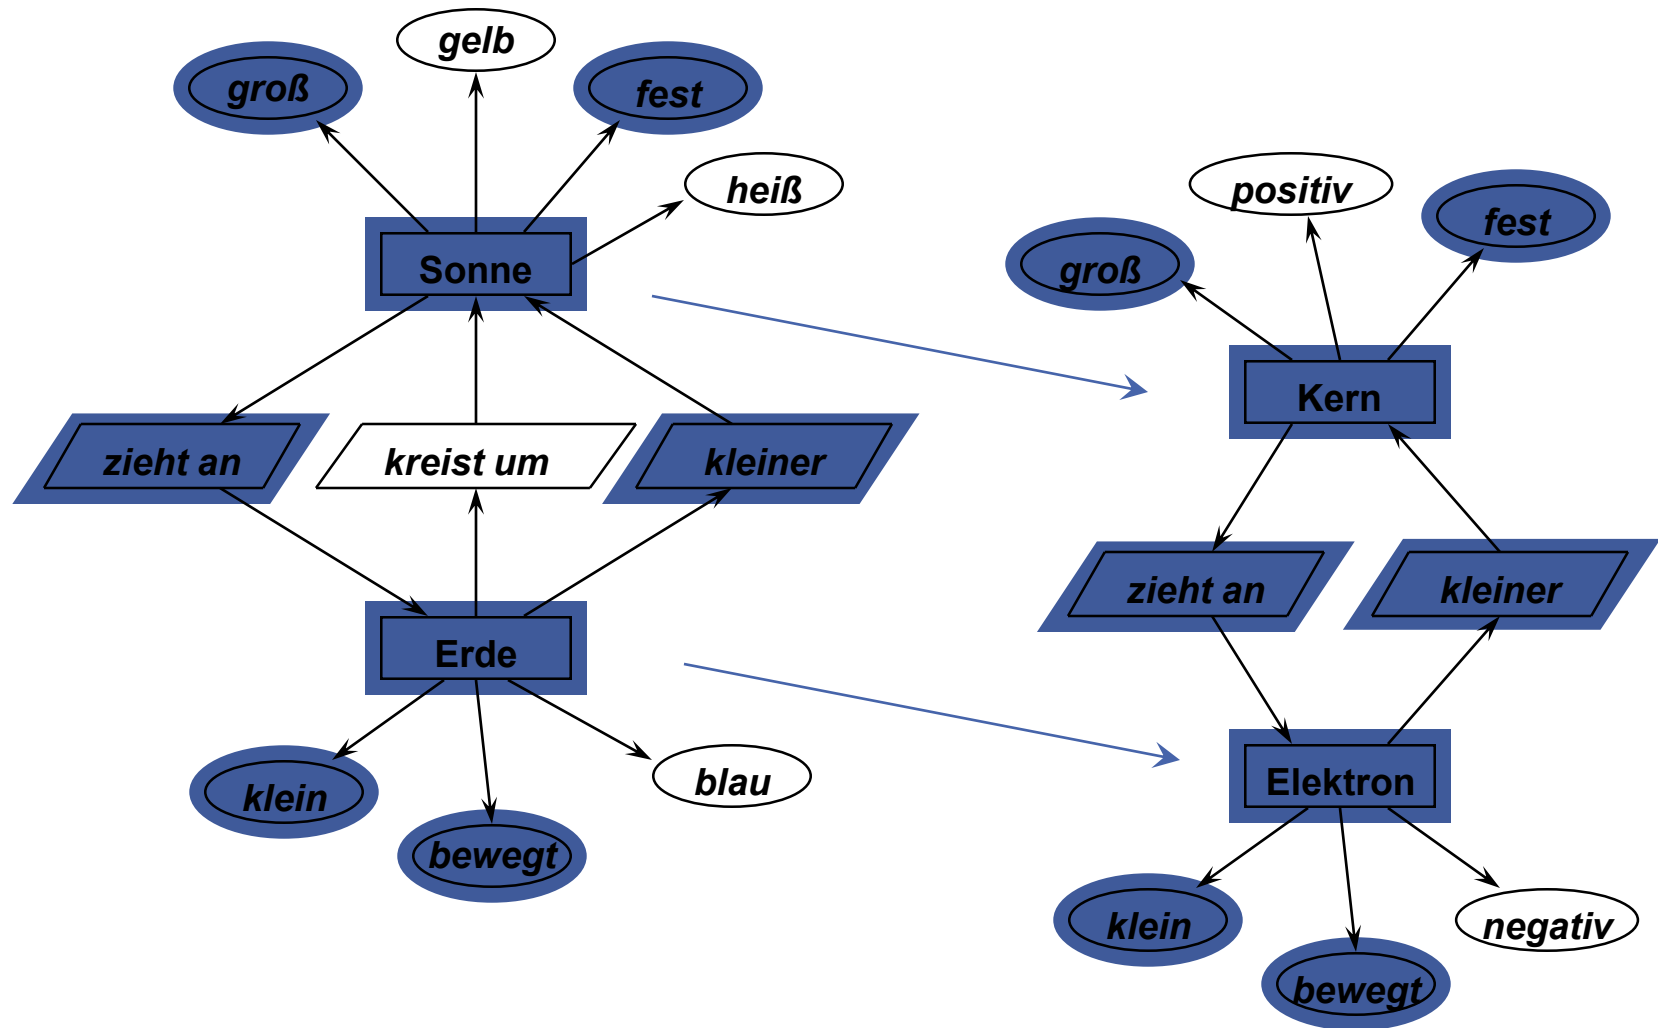 gelb
groß
fest
heiß
Sonne
zieht an
kreist um
kleiner
Erde
klein
bewegt
blau
positiv
fest
groß
Kern
zieht an
kleiner
Elektron
klein
bewegt
negativ